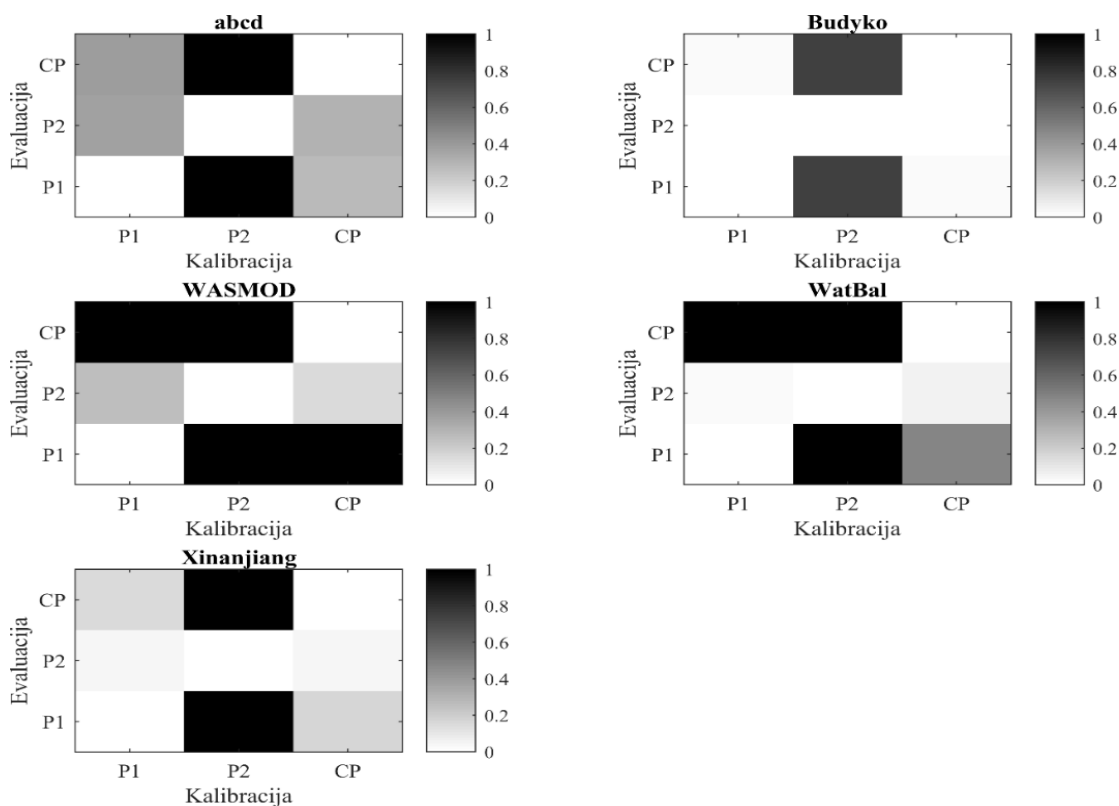 abcd
Evaluacija
CP
P2
P1
P1 P2 CP
Kalibracija
1
0.8
0.6
0.4
0.2
0
Budyko
Evaluacija
CP
P2
P1
P1 P2 CP
Kalibracija
1
0.8
0.6
0.4
0.2
0
WASMOD
Evaluacija
CP
P2
P1
P1 P2 CP
Kalibracija
1
0.8
0.6
0.4
0.2
0
WatBal
Evaluacija
CP
P2
P1
P1 P2 CP
Kalibracija
1
0.8
0.6
0.4
0.2
0
Xinanjiang
Evaluacija
CP
P2
P1
P1 P2 CP
Kalibracija
1
0.8
0.6
0.4
0.2
0